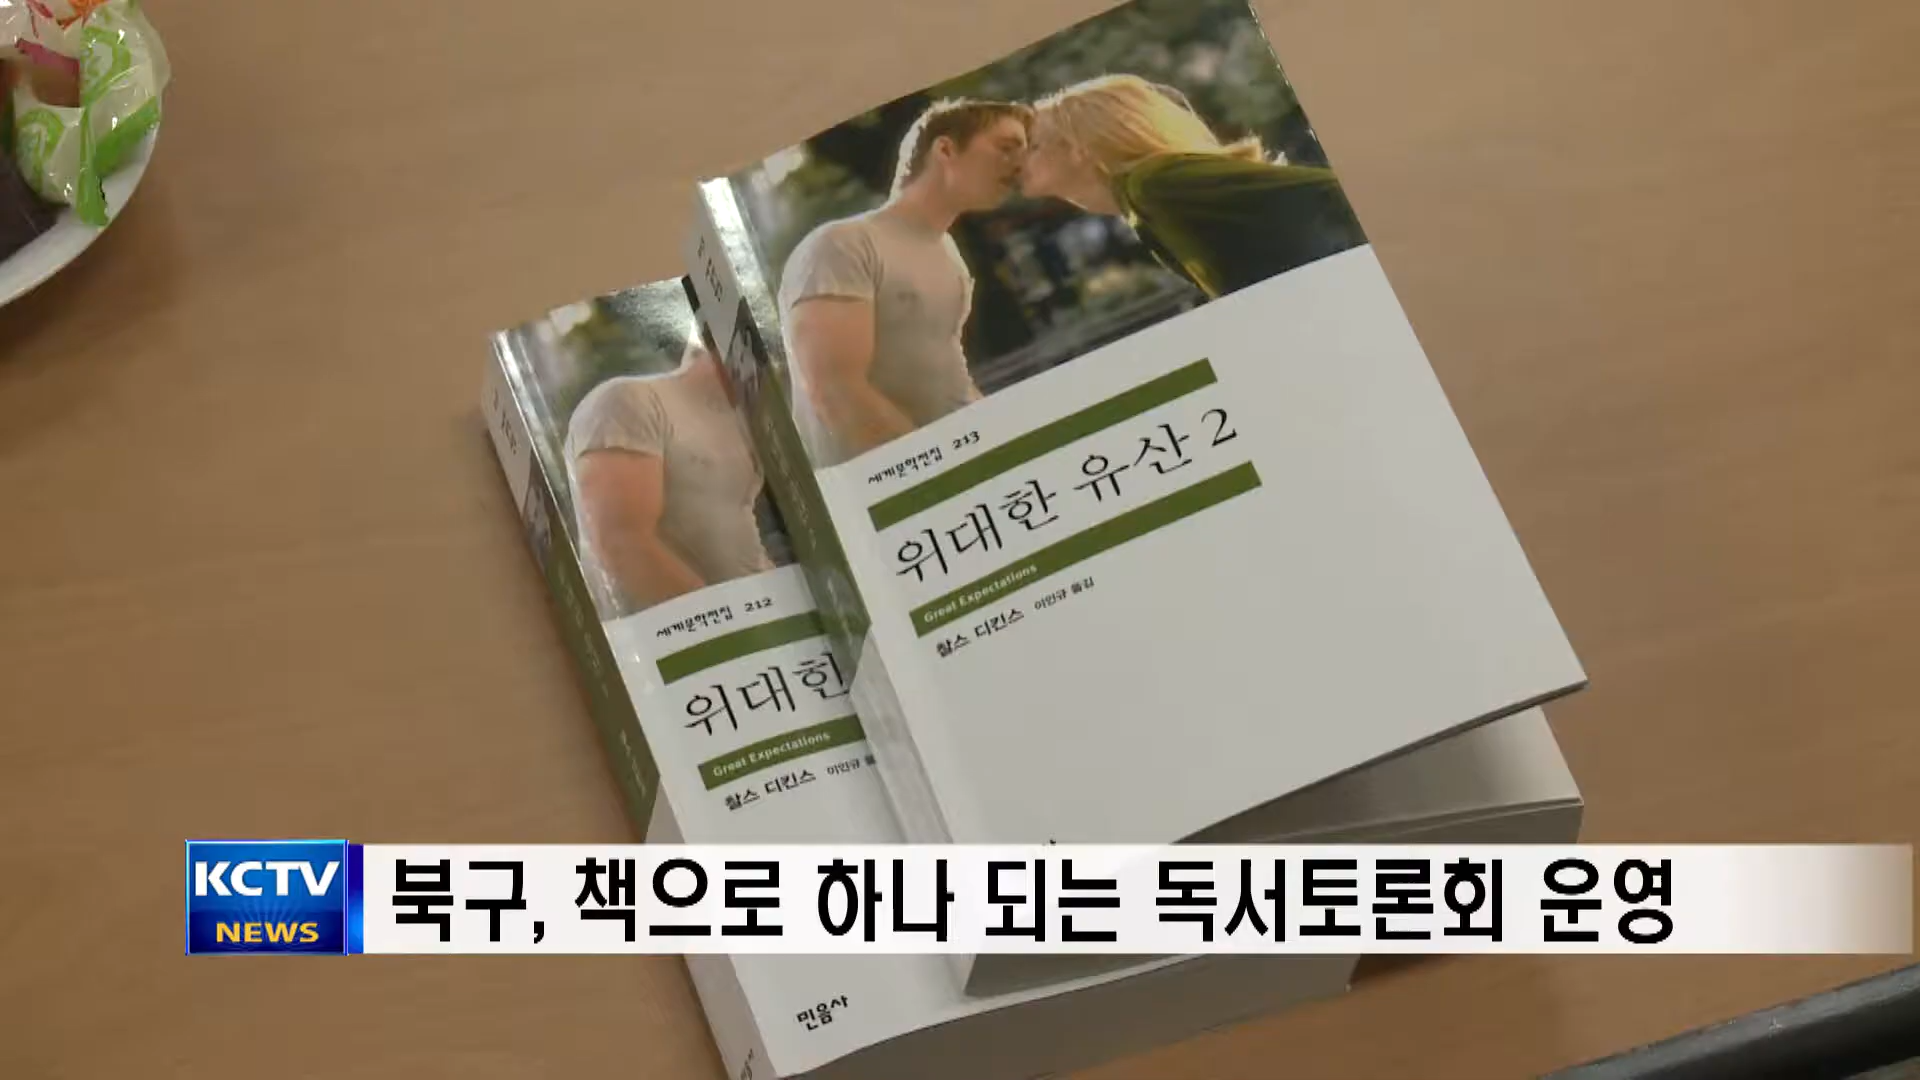 세계문학전집 213
위대한 유산 2
Great Expectations
찰스 디킨스 이인규 옮김
세계문학전집 212
위대한
Great Expectations
찰스 디킨스 이인규
민음사
KCTV
NEWS
북구, 책으로 하나 되는 독서토론회 운영